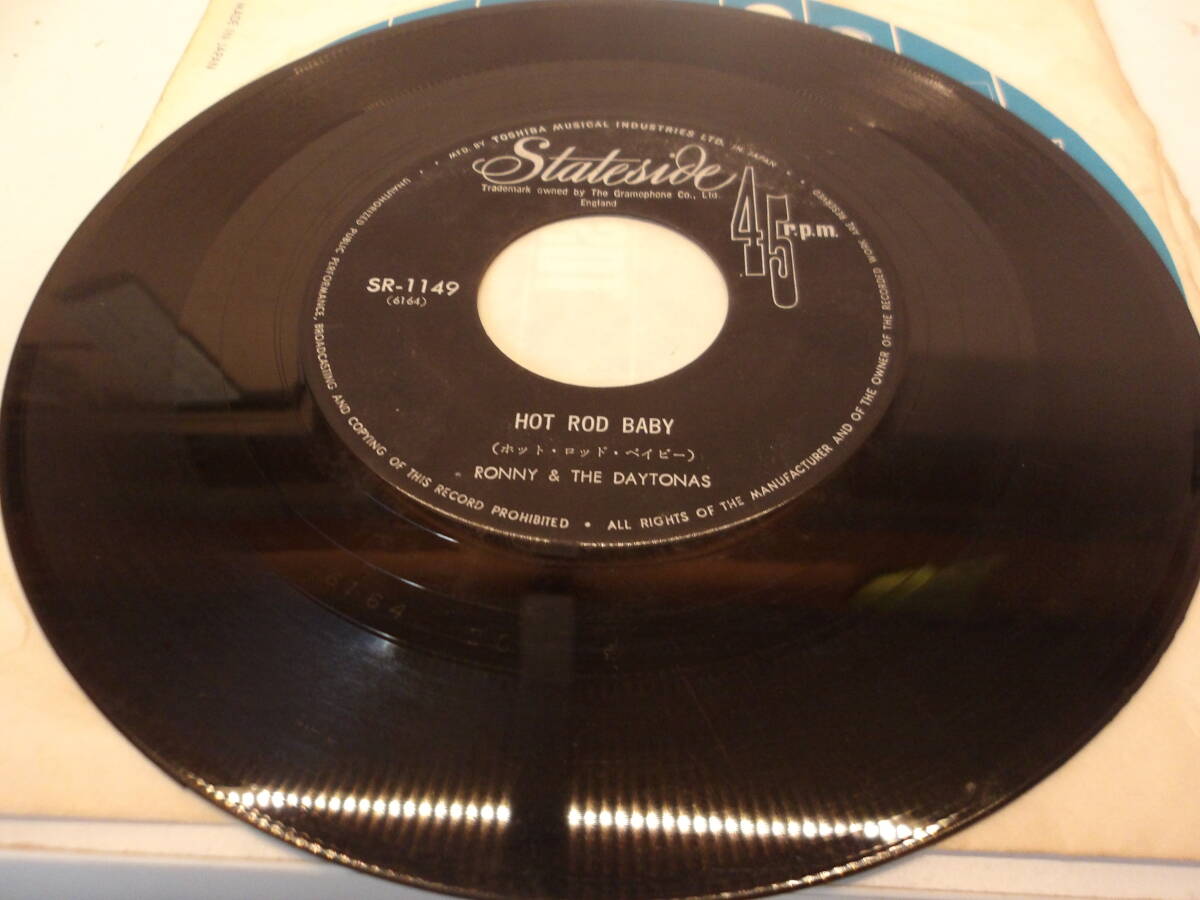 MADE IN JAPAN
MFD. BY TOSHIBA MUSICAL INDUSTRIES LTD. IN JAPAN
Stateside
Trademark owned by The Gramophone Co., Ltd.
England
45 r.p.m.
SR-1149
(6164)
HOT ROD BABY
(ホット・ロッド・ベイビー)
RONNY & THE DAYTONAS
UNAUTHORIZED PUBLIC PERFORMANCE, BROADCASTING AND COPYING OF THIS RECORD PROHIBITED • ALL RIGHTS OF THE MANUFACTURER AND OF THE OWNER OF THE RECORDED WORK ARE RESERVED
6164